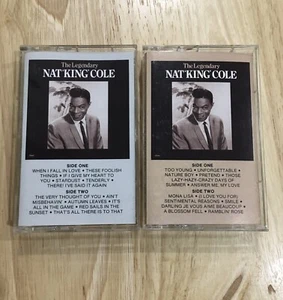 The Legendary
NAT "KING" COLE
SIDE ONE
WHEN I FALL IN LOVE • THESE FOOLISH
THINGS • IF I GIVE MY HEART TO
YOU • STARDUST • TENDERLY •
THERE! I'VE SAID IT AGAIN
SIDE TWO
THE VERY THOUGHT OF YOU • AIN'T
MISBEHAVIN' • AUTUMN LEAVES • IT'S
ALL IN THE GAME • RED SAILS IN THE
SUNSET • THAT'S ALL THERE IS TO THAT
The Legendary
NAT "KING" COLE
SIDE ONE
TOO YOUNG • UNFORGETTABLE •
NATURE BOY • PRETEND • THOSE
LAZY-HAZY-CRAZY DAYS OF
SUMMER • ANSWER ME, MY LOVE
SIDE TWO
MONA LISA • (I LOVE YOU) FOR
SENTIMENTAL REASONS • SMILE •
DARLING JE VOUS AIME BEAUCOUP •
A BLOSSOM FELL • RAMBLIN' ROSE